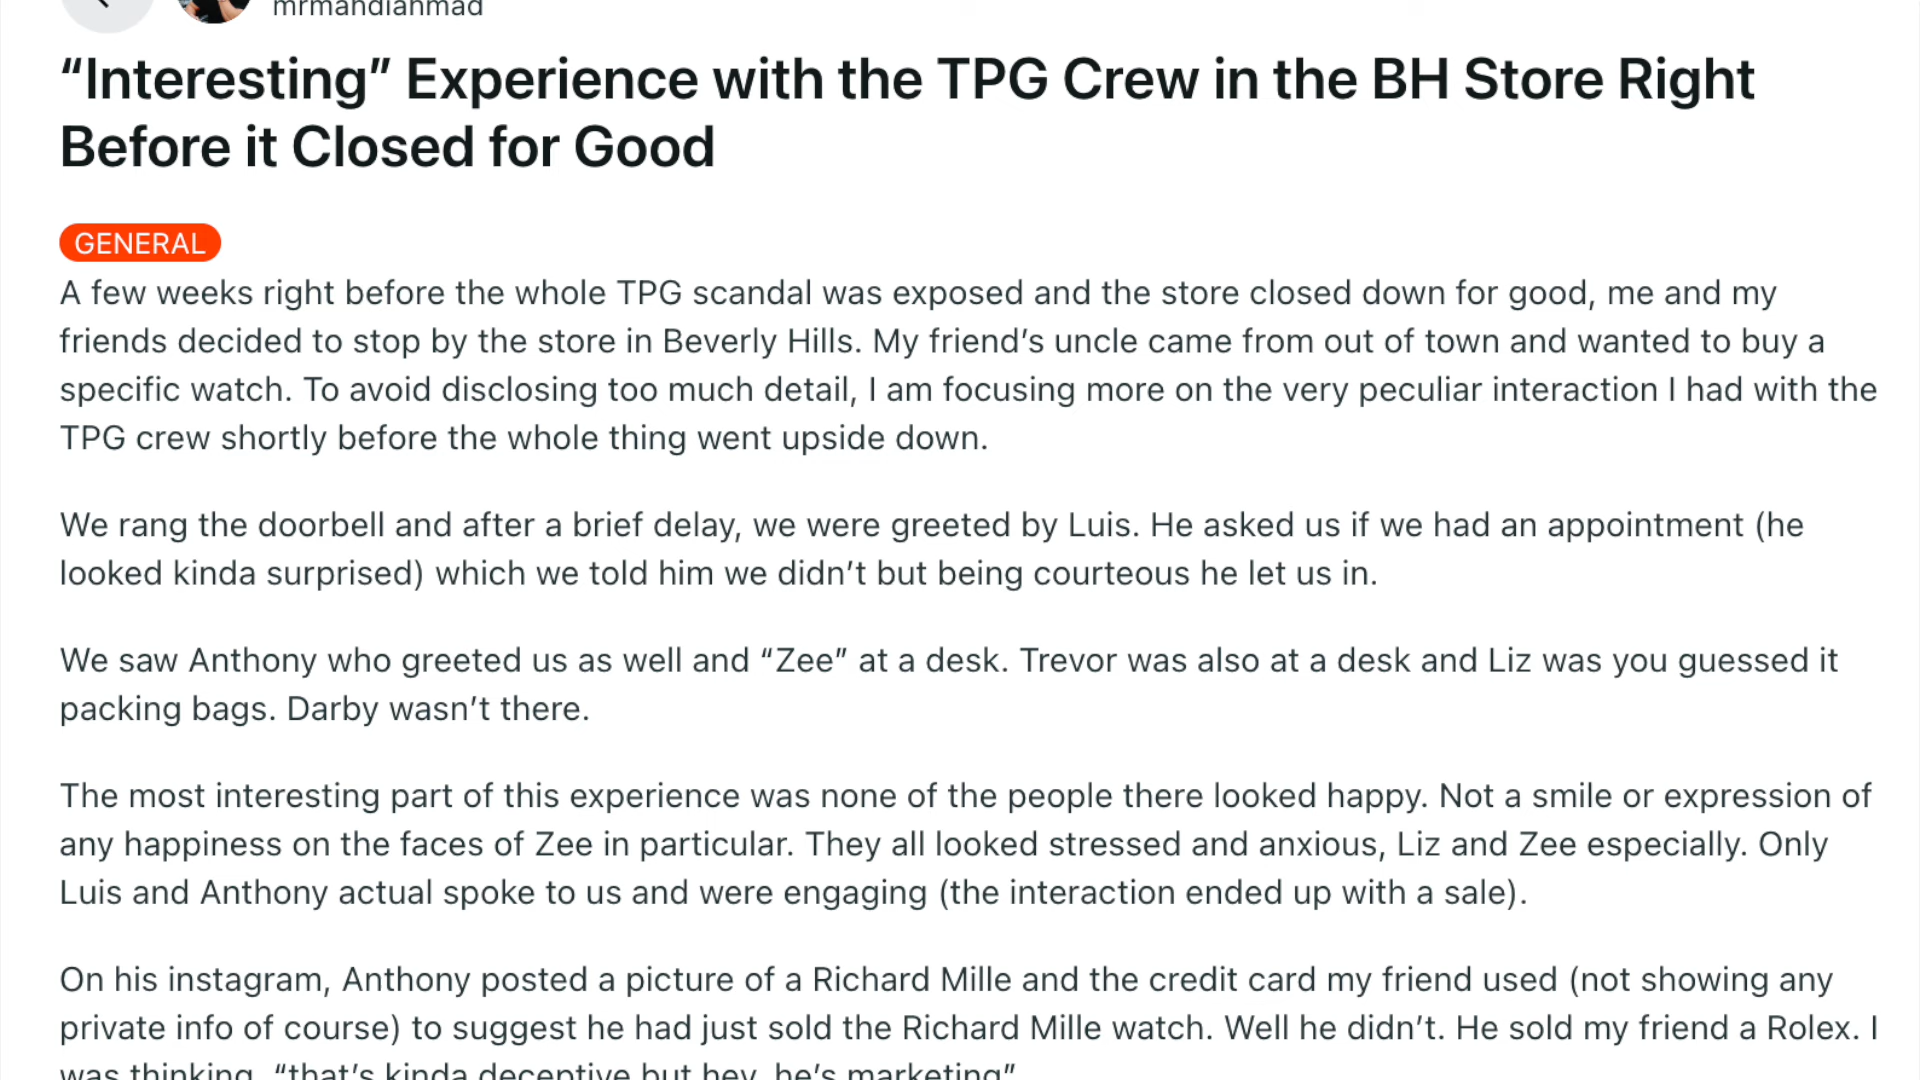 mrmahdiahmad
“Interesting” Experience with the TPG Crew in the BH Store Right
Before it Closed for Good
GENERAL
A few weeks right before the whole TPG scandal was exposed and the store closed down for good, me and my
friends decided to stop by the store in Beverly Hills. My friend’s uncle came from out of town and wanted to buy a
specific watch. To avoid disclosing too much detail, I am focusing more on the very peculiar interaction I had with the
TPG crew shortly before the whole thing went upside down.
We rang the doorbell and after a brief delay, we were greeted by Luis. He asked us if we had an appointment (he
looked kinda surprised) which we told him we didn’t but being courteous he let us in.
We saw Anthony who greeted us as well and “Zee” at a desk. Trevor was also at a desk and Liz was you guessed it
packing bags. Darby wasn’t there.
The most interesting part of this experience was none of the people there looked happy. Not a smile or expression of
any happiness on the faces of Zee in particular. They all looked stressed and anxious, Liz and Zee especially. Only
Luis and Anthony actual spoke to us and were engaging (the interaction ended up with a sale).
On his instagram, Anthony posted a picture of a Richard Mille and the credit card my friend used (not showing any
private info of course) to suggest he had just sold the Richard Mille watch. Well he didn’t. He sold my friend a Rolex. I
was thinking, “that’s kinda deceptive but hey, he’s marketing”